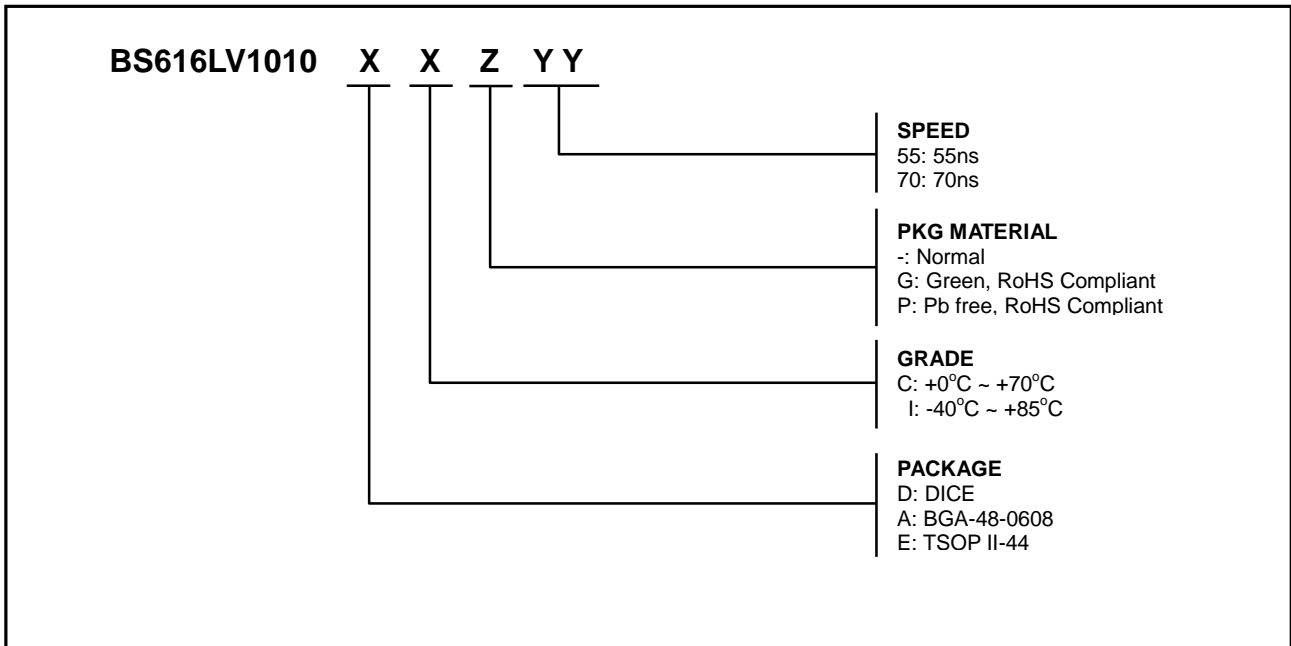 BS616LV1010 X X Z Y Y
SPEED
55: 55ns
70: 70ns
PKG MATERIAL
-: Normal
G: Green, RoHS Compliant
P: Pb free, RoHS Compliant
GRADE
C: +0°C ~ +70°C
I: -40°C ~ +85°C
PACKAGE
D: DICE
A: BGA-48-0608
E: TSOP II-44